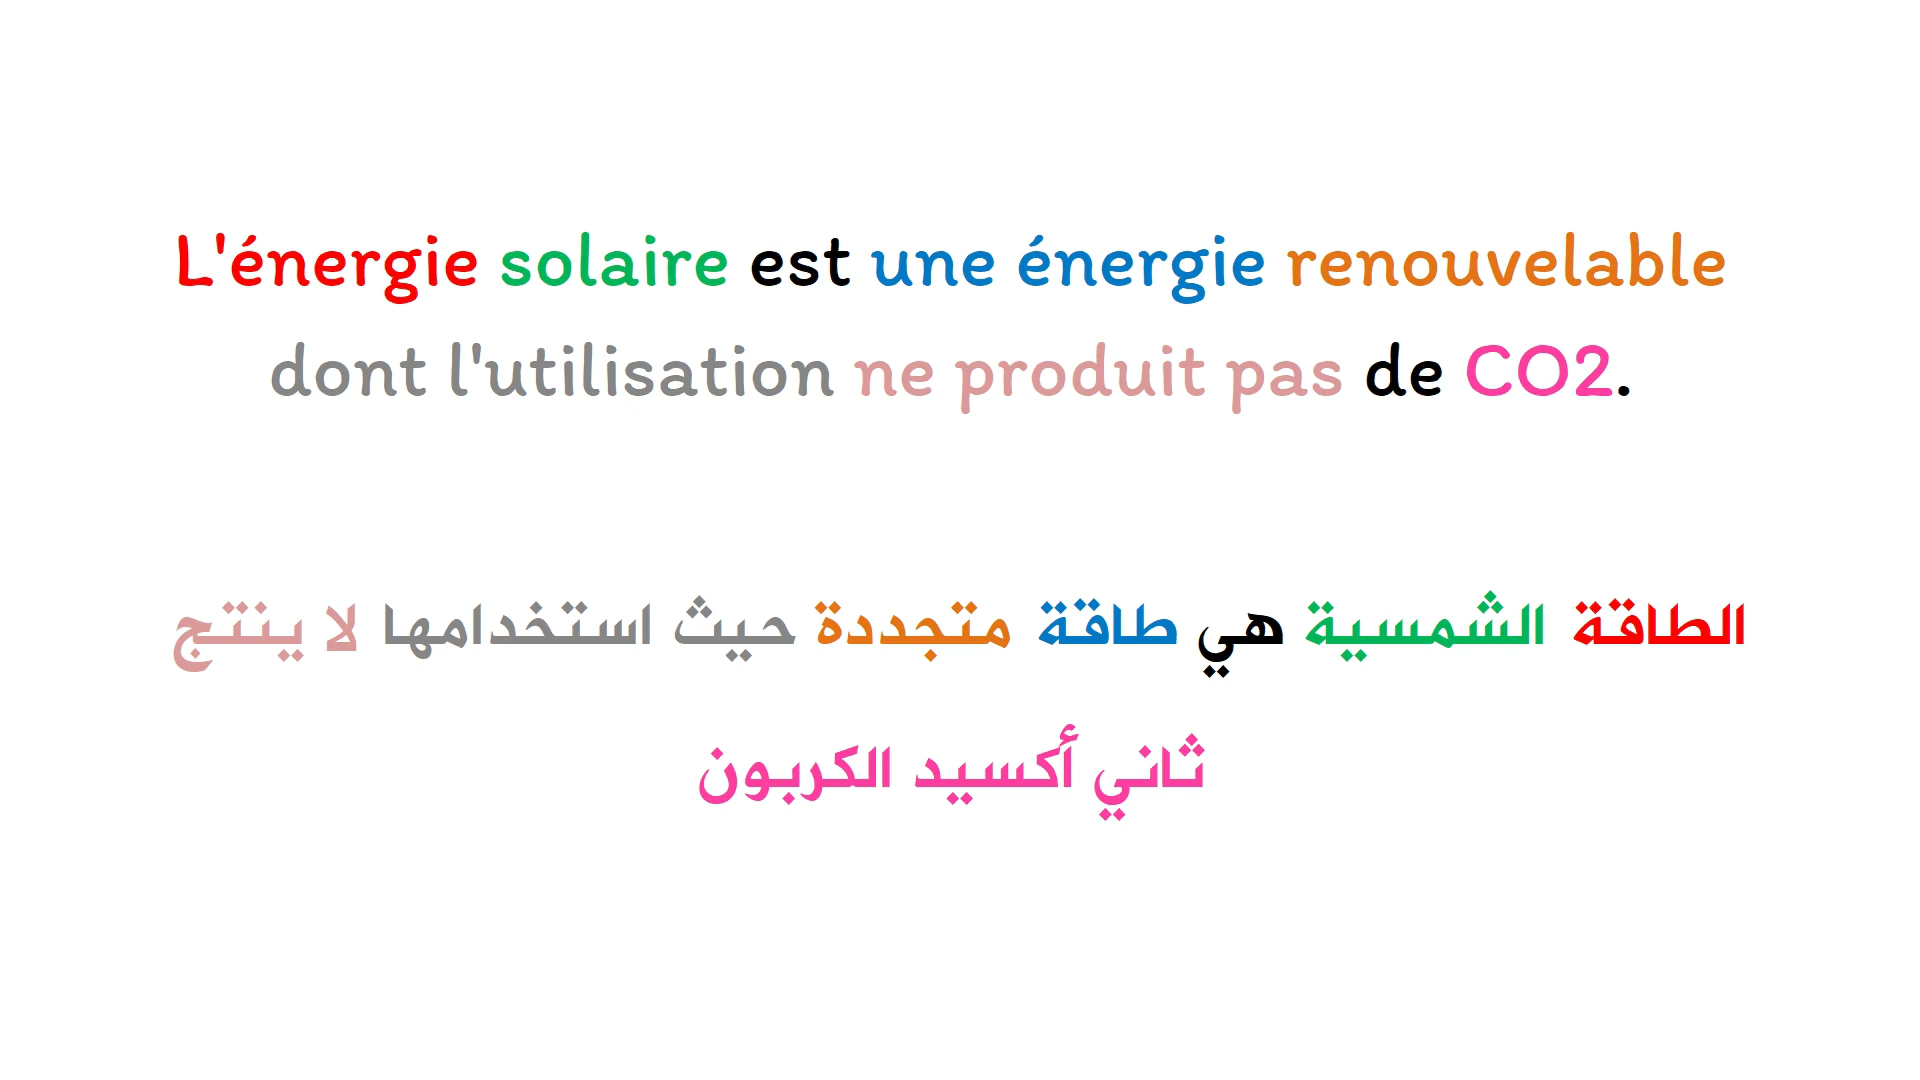 L'énergie solaire est une énergie renouvelable
dont l'utilisation ne produit pas de CO2.
الطاقة الشمسية هي طاقة متجددة حيث استخدامها لا ينتج
ثاني أكسيد الكربون